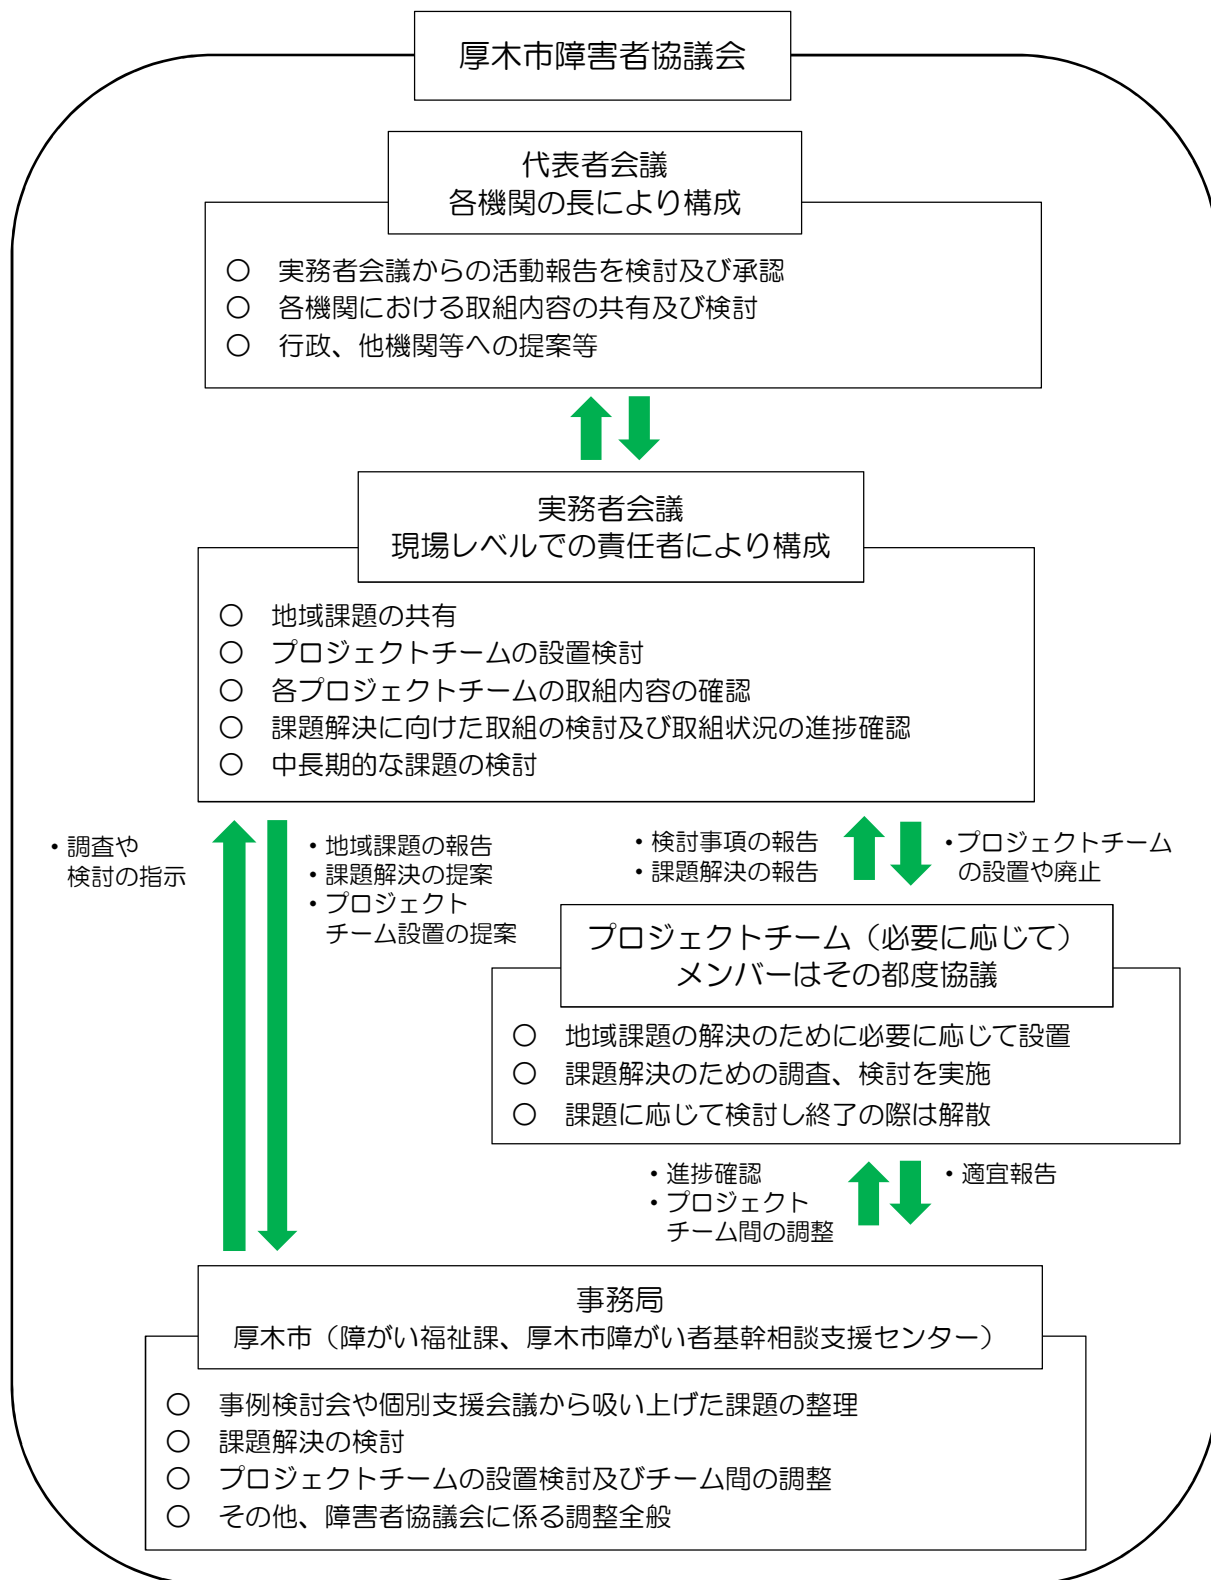 厚木市障害者協議会
代表者会議
各機関の長により構成
○ 実務者会議からの活動報告を検討及び承認
○ 各機関における取組内容の共有及び検討
○ 行政、他機関等への提案等
実務者会議
現場レベルでの責任者により構成
○ 地域課題の共有
○ プロジェクトチームの設置検討
○ 各プロジェクトチームの取組内容の確認
○ 課題解決に向けた取組の検討及び取組状況の進捗確認
○ 中長期的な課題の検討
・調査や
検討の指示
・地域課題の報告
・課題解決の提案
・プロジェクト
チーム設置の提案
・検討事項の報告
・課題解決の報告
・プロジェクトチーム
の設置や廃止
プロジェクトチーム（必要に応じて）
メンバーはその都度協議
○ 地域課題の解決のために必要に応じて設置
○ 課題解決のための調査、検討を実施
○ 課題に応じて検討し終了の際は解散
・進捗確認
・プロジェクト
チーム間の調整
・適宜報告
事務局
厚木市（障がい福祉課、厚木市障がい者基幹相談支援センター）
○ 事例検討会や個別支援会議から吸い上げた課題の整理
○ 課題解決の検討
○ プロジェクトチームの設置検討及びチーム間の調整
○ その他、障害者協議会に係る調整全般